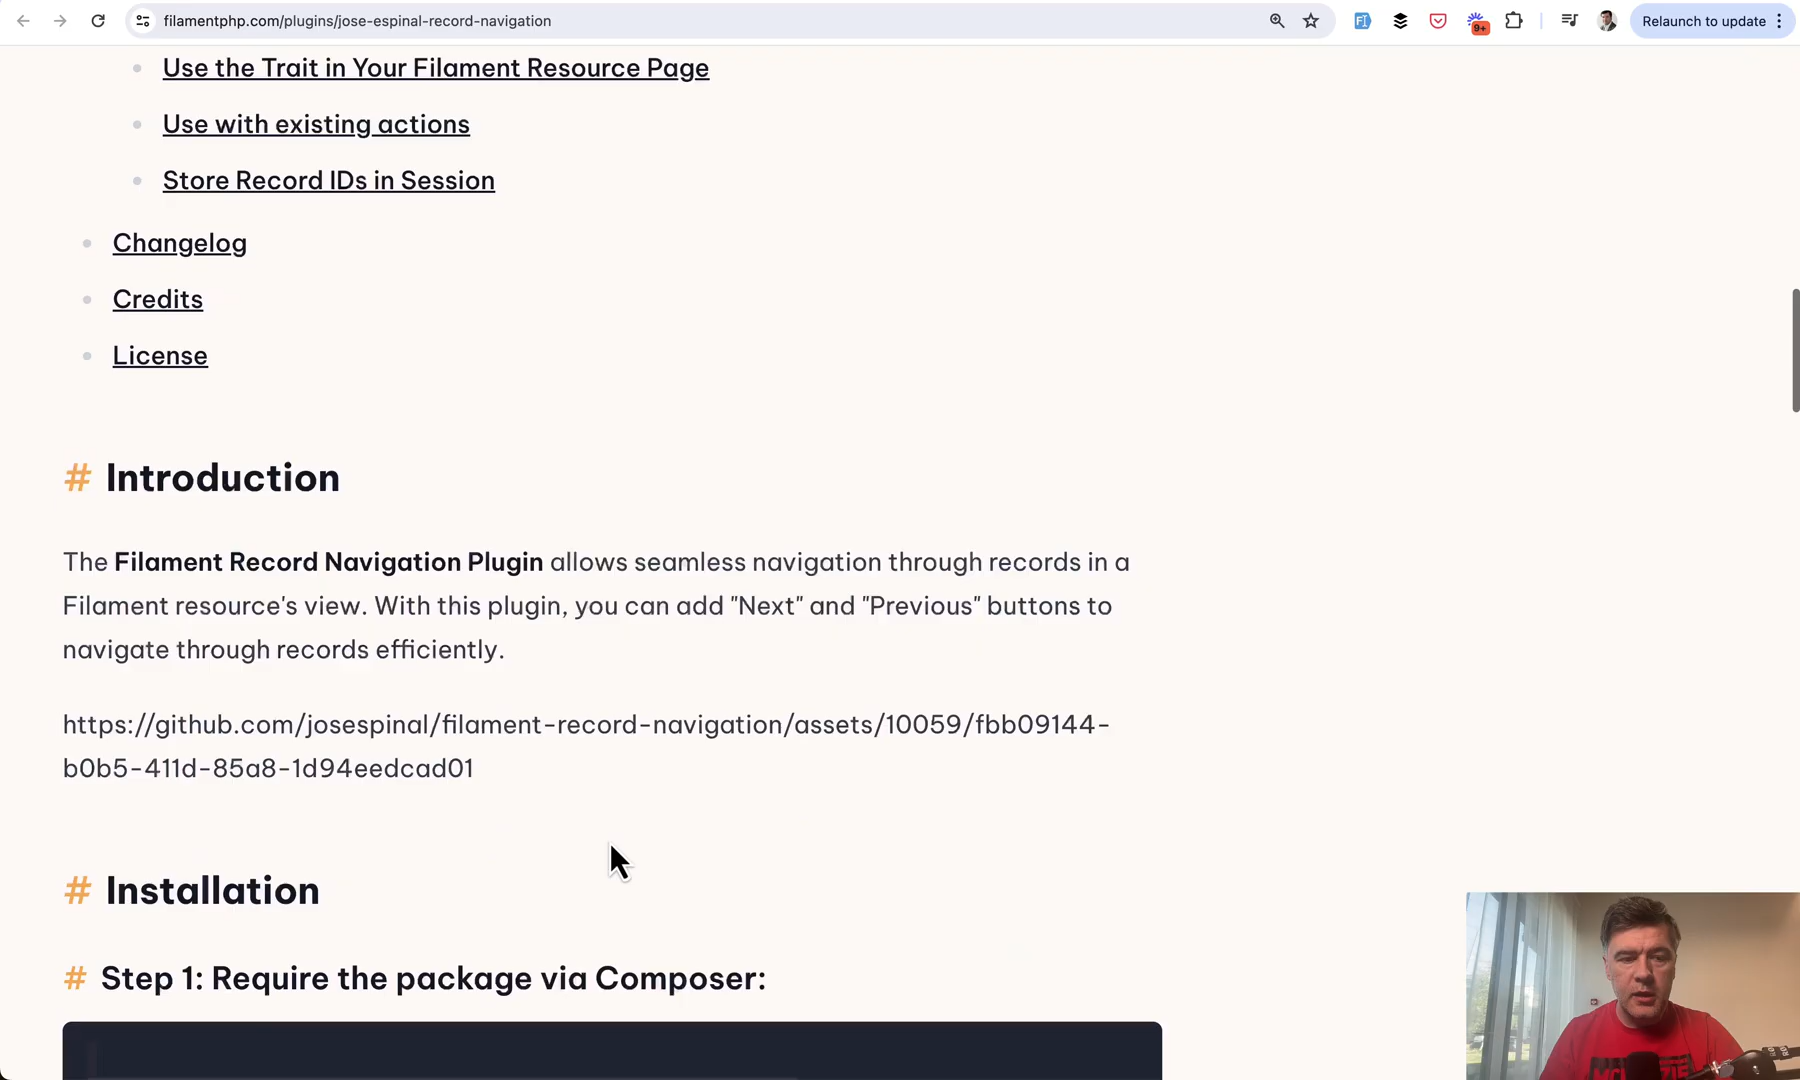 filamentphp.com/plugins/jose-espinal-record-navigation
9+
Relaunch to update
Use the Trait in Your Filament Resource Page
Use with existing actions
Store Record IDs in Session
Changelog
Credits
License
# Introduction
The Filament Record Navigation Plugin allows seamless navigation through records in a
Filament resource's view. With this plugin, you can add "Next" and "Previous" buttons to
navigate through records efficiently.
https://github.com/josespinal/filament-record-navigation/assets/10059/fbb09144-
b0b5-411d-85a8-1d94eedcad01
# Installation
# Step 1: Require the package via Composer: